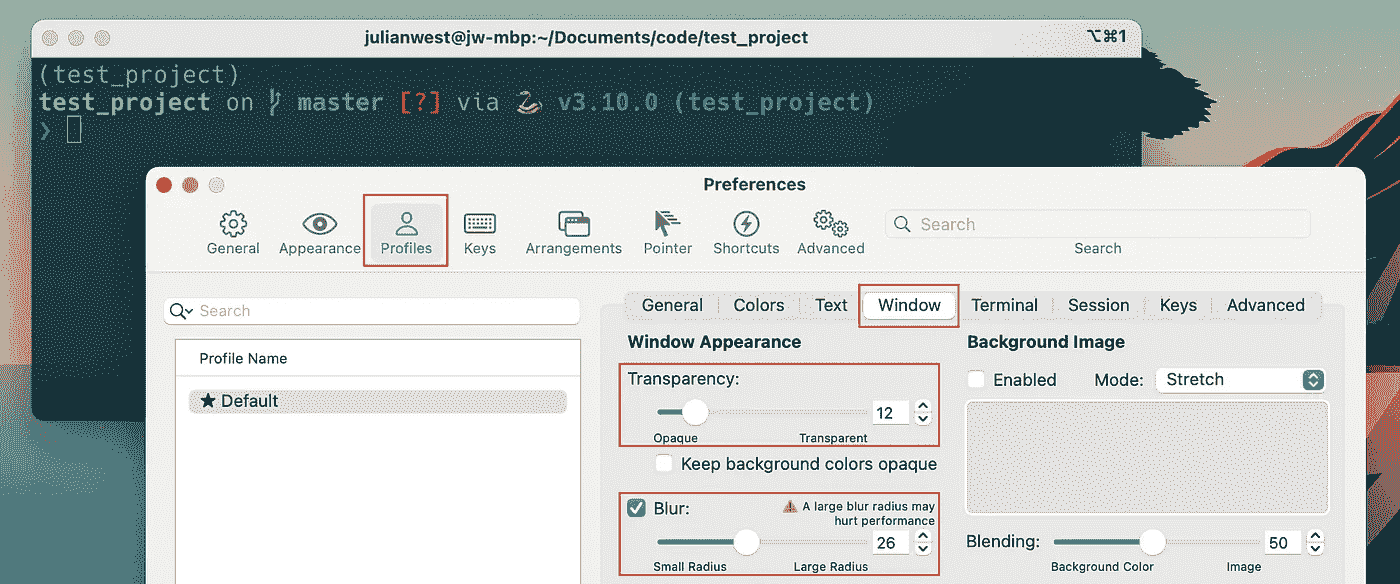 julianwest@jw-mbp:~/Documents/code/test_project ⌥⌘1
(test_project)
test_project on master [?] via v3.10.0 (test_project)
❯
Preferences
General Appearance Profiles Keys Arrangements Pointer Shortcuts Advanced Search
Search
Search
General Colors Text Window Terminal Session Keys Advanced
Profile Name
★ Default
Window Appearance
Transparency:
12
Opaque Transparent
Keep background colors opaque
Blur: A large blur radius may
hurt performance
26
Small Radius Large Radius
Background Image
Enabled Mode: Stretch
Blending: 50
Background Color Image